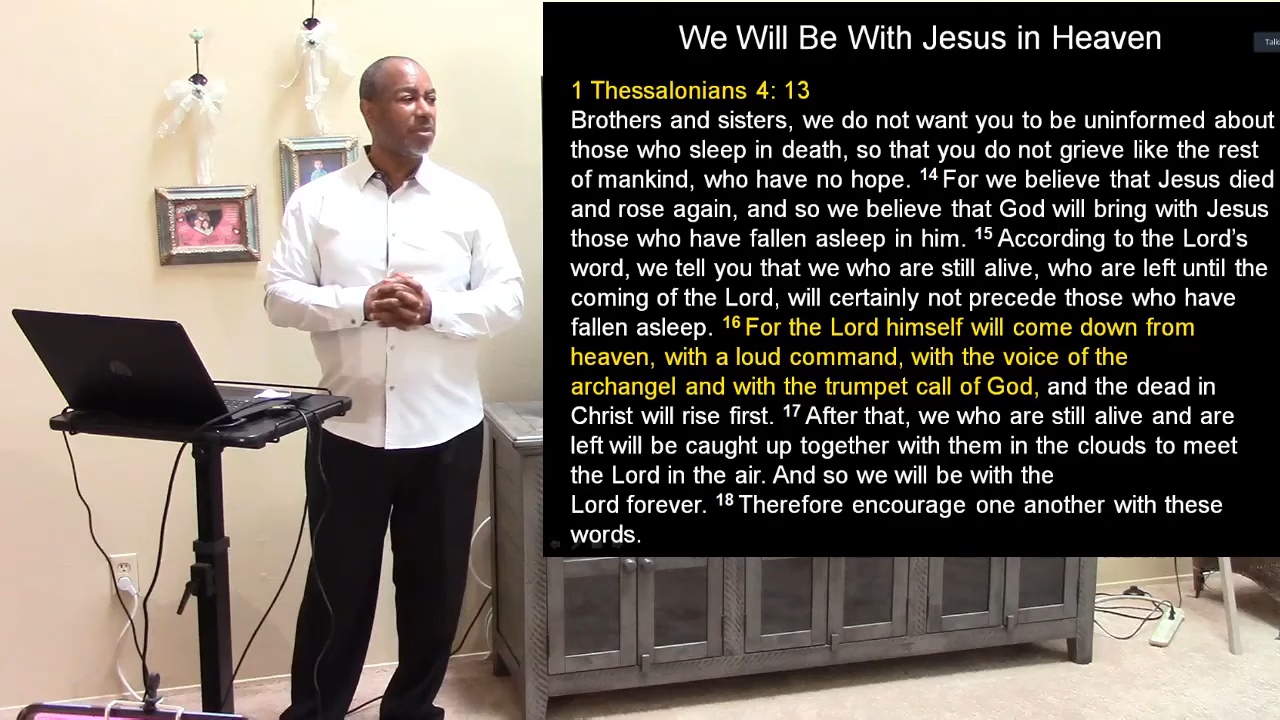 We Will Be With Jesus in Heaven
Talk
1 Thessalonians 4: 13
Brothers and sisters, we do not want you to be uninformed about
those who sleep in death, so that you do not grieve like the rest
of mankind, who have no hope. 14 For we believe that Jesus died
and rose again, and so we believe that God will bring with Jesus
those who have fallen asleep in him. 15 According to the Lord’s
word, we tell you that we who are still alive, who are left until the
coming of the Lord, will certainly not precede those who have
fallen asleep. 16 For the Lord himself will come down from
heaven, with a loud command, with the voice of the
archangel and with the trumpet call of God, and the dead in
Christ will rise first. 17 After that, we who are still alive and are
left will be caught up together with them in the clouds to meet
the Lord in the air. And so we will be with the
Lord forever. 18 Therefore encourage one another with these
words.